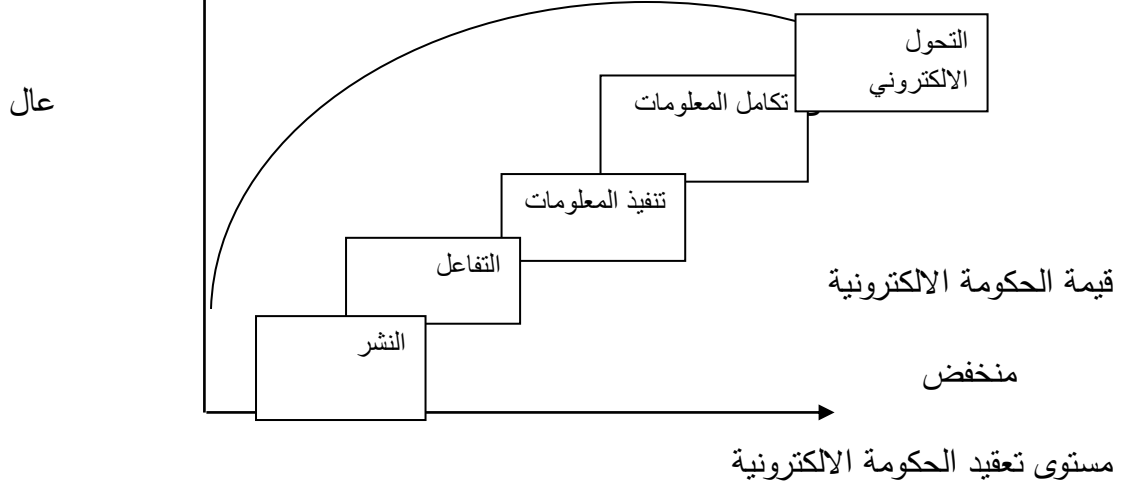 التحول
الالكتروني
عال
تكامل المعلومات
تنفيذ المعلومات
التفاعل
قيمة الحكومة الالكترونية
النشر
منخفض
مستوى تعقيد الحكومة الالكترونية